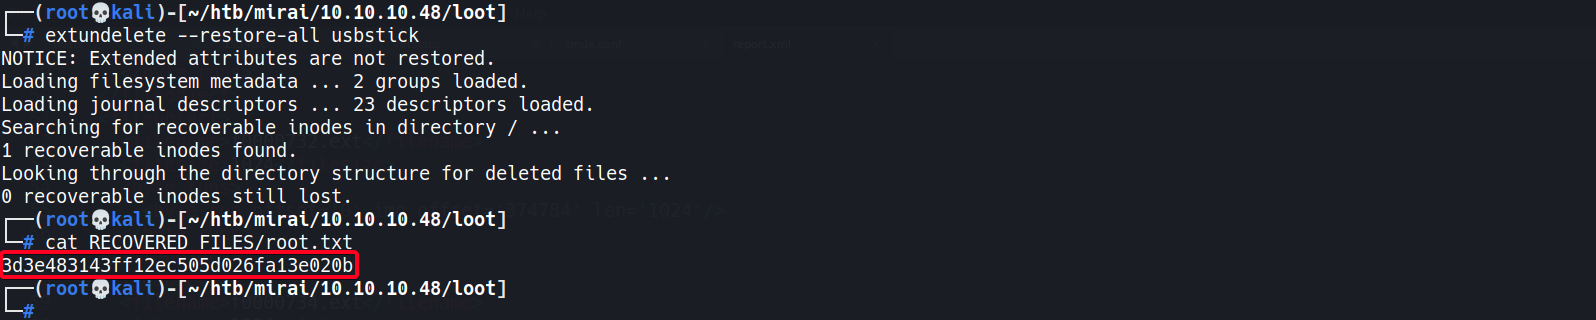 ┌──(root💀kali)-[~/htb/mirai/10.10.10.48/loot]
└─# extundelete --restore-all usbstick
NOTICE: Extended attributes are not restored.
Loading filesystem metadata ... 2 groups loaded.
Loading journal descriptors ... 23 descriptors loaded.
Searching for recoverable inodes in directory / ...
1 recoverable inodes found.
Looking through the directory structure for deleted files ...
0 recoverable inodes still lost.
┌──(root💀kali)-[~/htb/mirai/10.10.10.48/loot]
└─# cat RECOVERED_FILES/root.txt
3d3e483143ff12ec505d026fa13e020b
┌──(root💀kali)-[~/htb/mirai/10.10.10.48/loot]
└─#